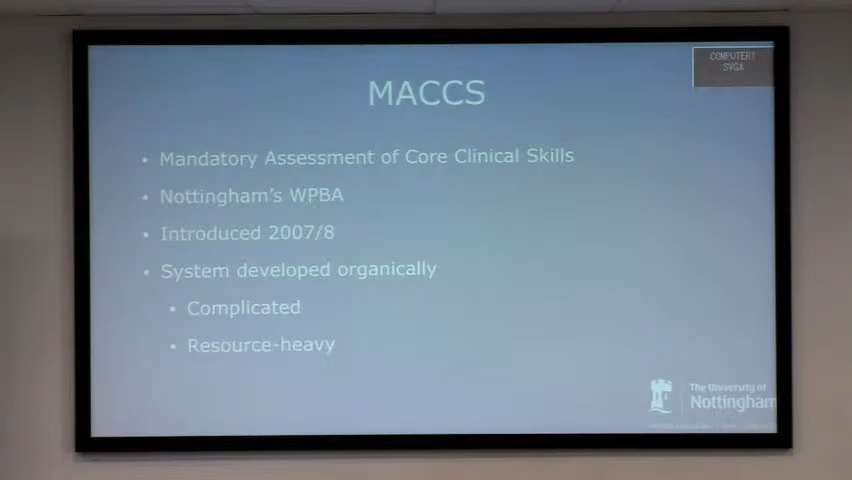 COMPUTER1
SVGA
MACCS
• Mandatory Assessment of Core Clinical Skills
• Nottingham's WPBA
• Introduced 2007/8
• System developed organically
• Complicated
• Resource-heavy
The University of
Nottingham